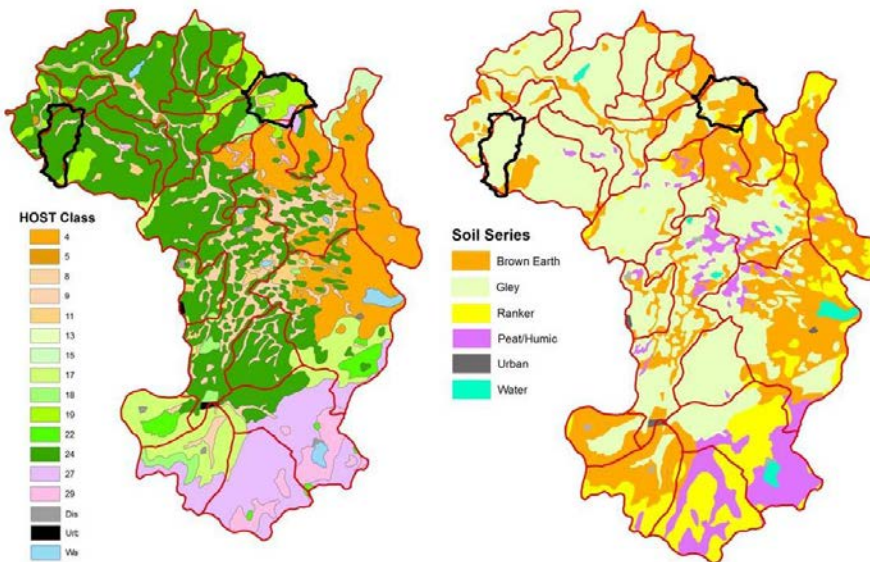 HOST Class
4
5
8
9
11
13
15
17
18
19
22
24
27
29
Dis
Urt
Wa
Soil Series
Brown Earth
Gley
Ranker
Peat/Humic
Urban
Water